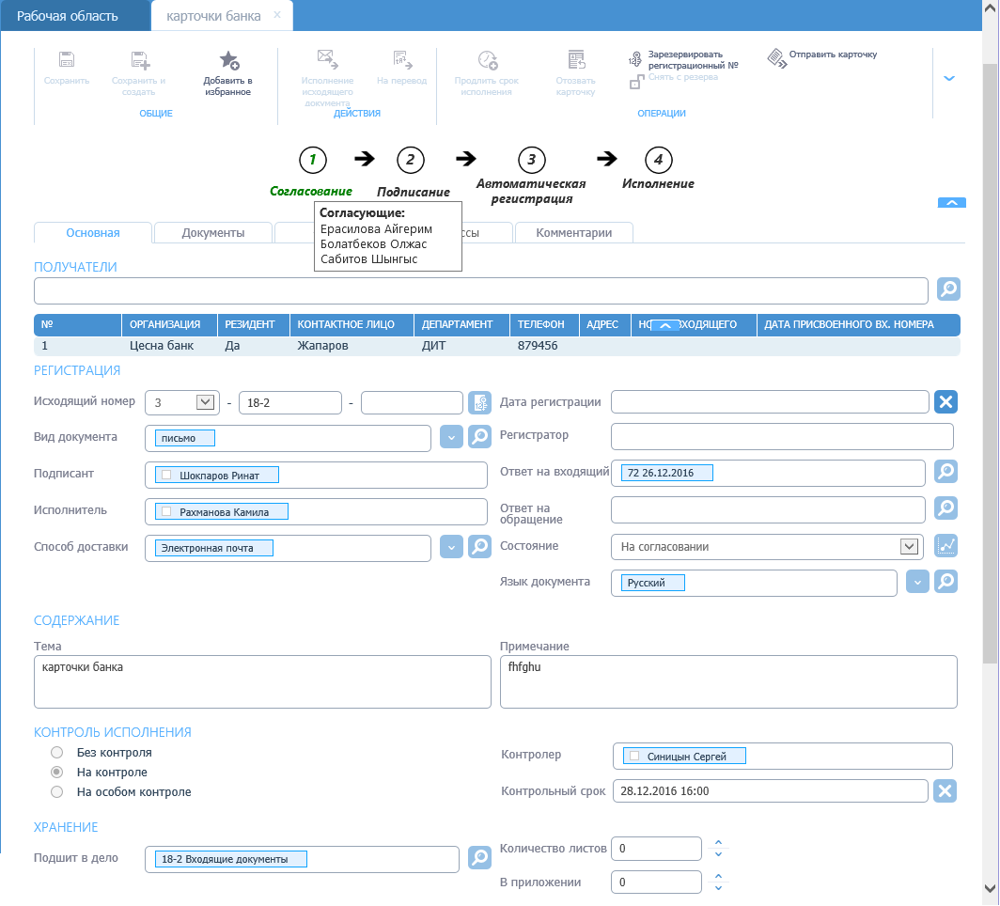 Рабочая область
карточки банка ×
Сохранить
Сохранить и
создать
Добавить в
избранное
ОБЩИЕ
Исполнение
исходящего
документа
На перевод
ДЕЙСТВИЯ
Продлить срок
исполнения
Отозвать
карточку
Зарезервировать
регистрационный №
Снять с резерва
Отправить карточку
ОПЕРАЦИИ
1
2
3
4
Согласование
Подписание
Автоматическая
регистрация
Исполнение
Согласующие:
Ерасилова Айгерим
Болатбеков Олжас
Сабитов Шынгыс
Основная
Документы
ссы
Комментарии
ПОЛУЧАТЕЛИ
№ ОРГАНИЗАЦИЯ РЕЗИДЕНТ КОНТАКТНОЕ ЛИЦО ДЕПАРТАМЕНТ ТЕЛЕФОН АДРЕС НО ВХОДЯЩЕГО ДАТА ПРИСВОЕННОГО ВХ. НОМЕРА
1 Цесна банк Да Жапаров ДИТ 879456
РЕГИСТРАЦИЯ
Исходящий номер 3 - 18-2 -
Дата регистрации
Вид документа письмо
Регистратор
Подписант Шокпаров Ринат
Ответ на входящий 72 26.12.2016
Исполнитель Рахманова Камила
Ответ на
обращение
Способ доставки Электронная почта
Состояние На согласовании
Язык документа Русский
СОДЕРЖАНИЕ
Тема
карточки банка
Примечание
fhfghu
КОНТРОЛЬ ИСПОЛНЕНИЯ
Без контроля
На контроле
На особом контроле
Контролер Синицын Сергей
Контрольный срок 28.12.2016 16:00
ХРАНЕНИЕ
Подшит в дело 18-2 Входящие документы
Количество листов 0
В приложении 0